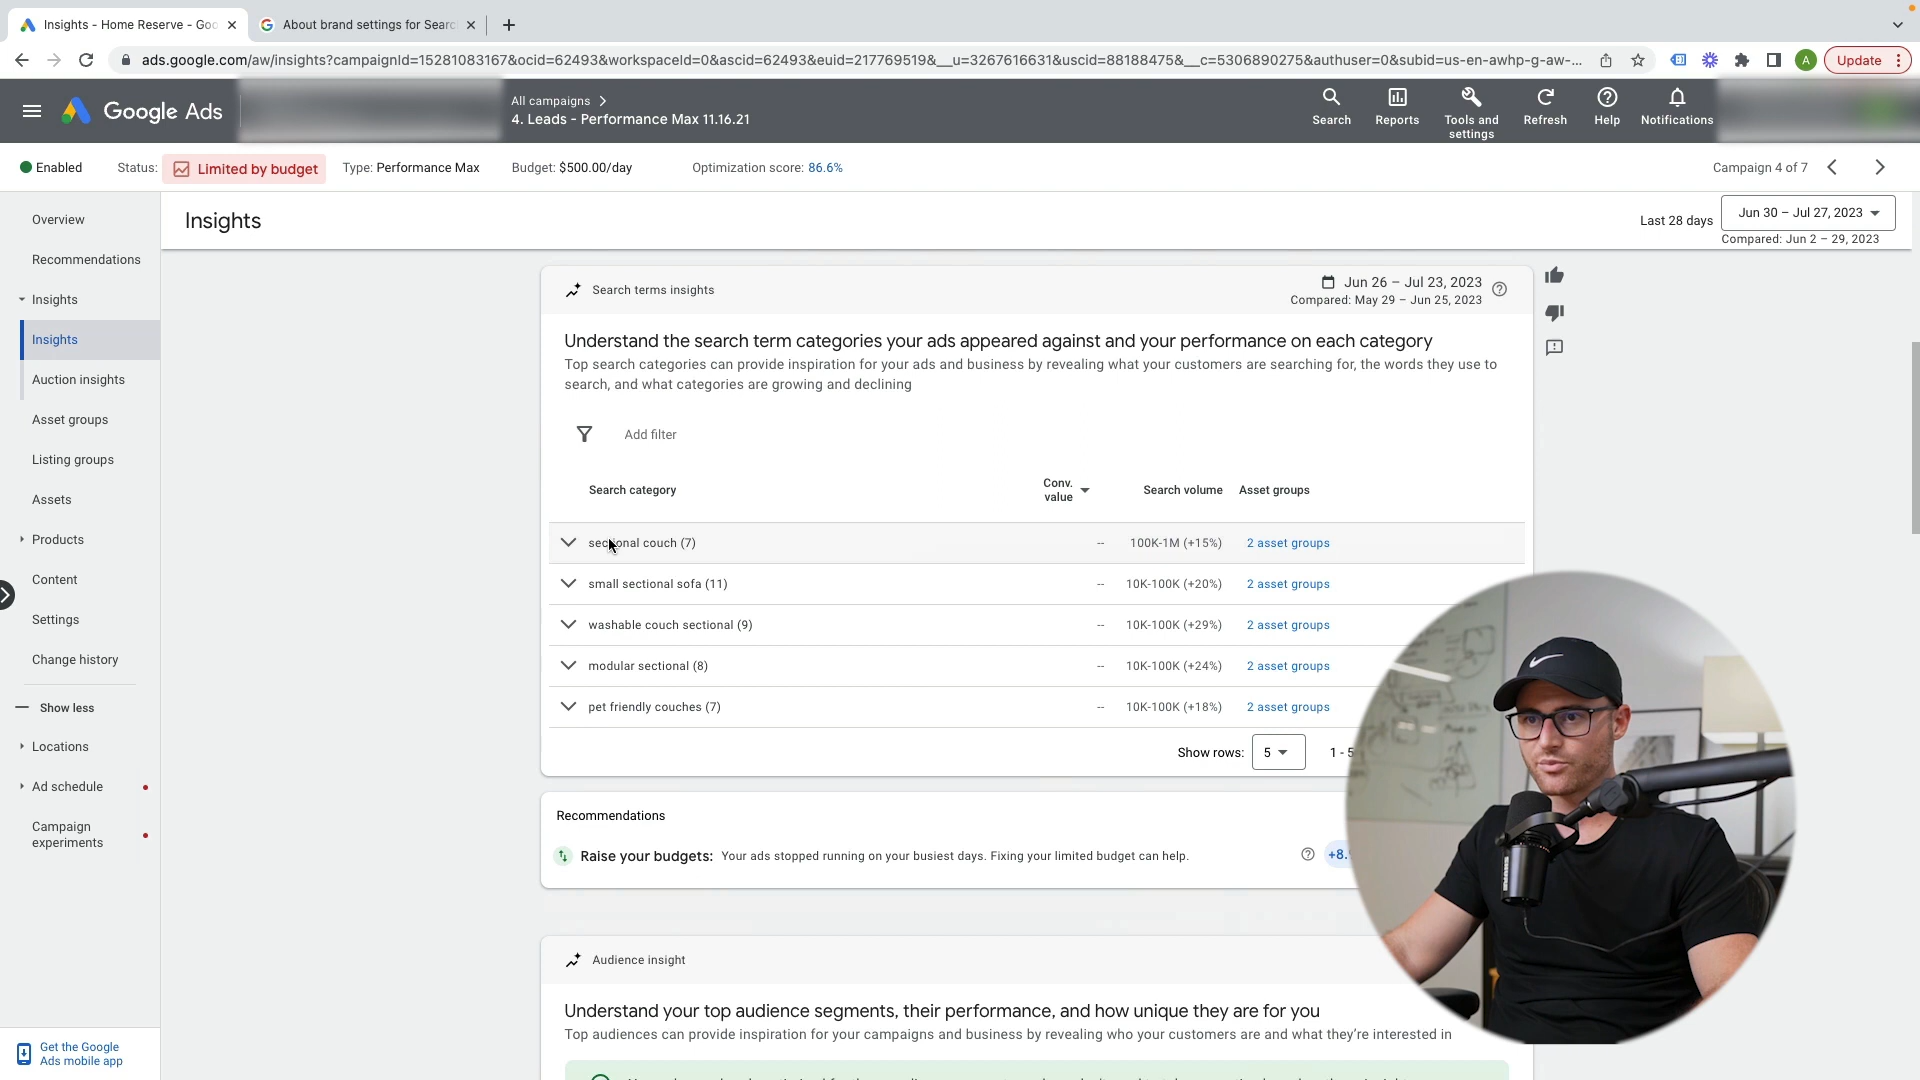 Insights - Home Reserve - Goo
About brand settings for Searc
ads.google.com/aw/insights?campaignId=15281083167&ocid=62493&workspaceId=0&ascid=62493&euid=217769519&__u=3267616631&uscid=88188475&__c=5306890275&authuser=0&subid=us-en-awhp-g-aw-...
A
Update
Google Ads
All campaigns
4. Leads - Performance Max 11.16.21
Search
Reports
Tools and settings
Refresh
Help
Notifications
Enabled
Status: Limited by budget
Type: Performance Max
Budget: $500.00/day
Optimization score: 86.6%
Campaign 4 of 7
Overview
Recommendations
Insights
Insights
Auction insights
Asset groups
Listing groups
Assets
Products
Content
Settings
Change history
Show less
Locations
Ad schedule
Campaign
experiments
Get the Google
Ads mobile app
Insights
Last 28 days
Jun 30 – Jul 27, 2023
Compared: Jun 2 – 29, 2023
Search terms insights
Jun 26 – Jul 23, 2023
Compared: May 29 – Jun 25, 2023
Understand the search term categories your ads appeared against and your performance on each category
Top search categories can provide inspiration for your ads and business by revealing what your customers are searching for, the words they use to
search, and what categories are growing and declining
Add filter
Search category
Conv. value
Search volume
Asset groups
sectional couch (7) -- 100K-1M (+15%) 2 asset groups
small sectional sofa (11) -- 10K-100K (+20%) 2 asset groups
washable couch sectional (9) -- 10K-100K (+29%) 2 asset groups
modular sectional (8) -- 10K-100K (+24%) 2 asset groups
pet friendly couches (7) -- 10K-100K (+18%) 2 asset groups
Show rows: 5 1 - 5
Recommendations
Raise your budgets: Your ads stopped running on your busiest days. Fixing your limited budget can help.
+8.
Audience insight
Understand your top audience segments, their performance, and how unique they are for you
Top audiences can provide inspiration for your campaigns and business by revealing who your customers are and what they're interested in